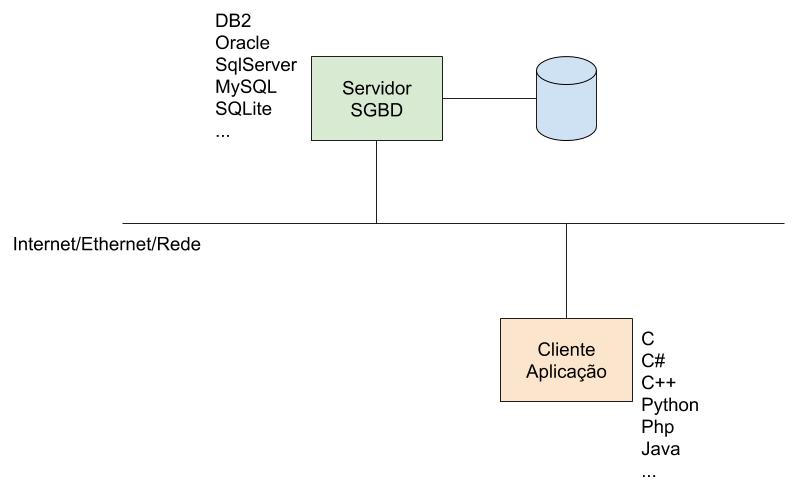 DB2
Oracle
SqlServer
MySQL
SQLite
...
Servidor
SGBD
Internet/Ethernet/Rede
Cliente
Aplicação
C
C#
C++
Python
Php
Java
...